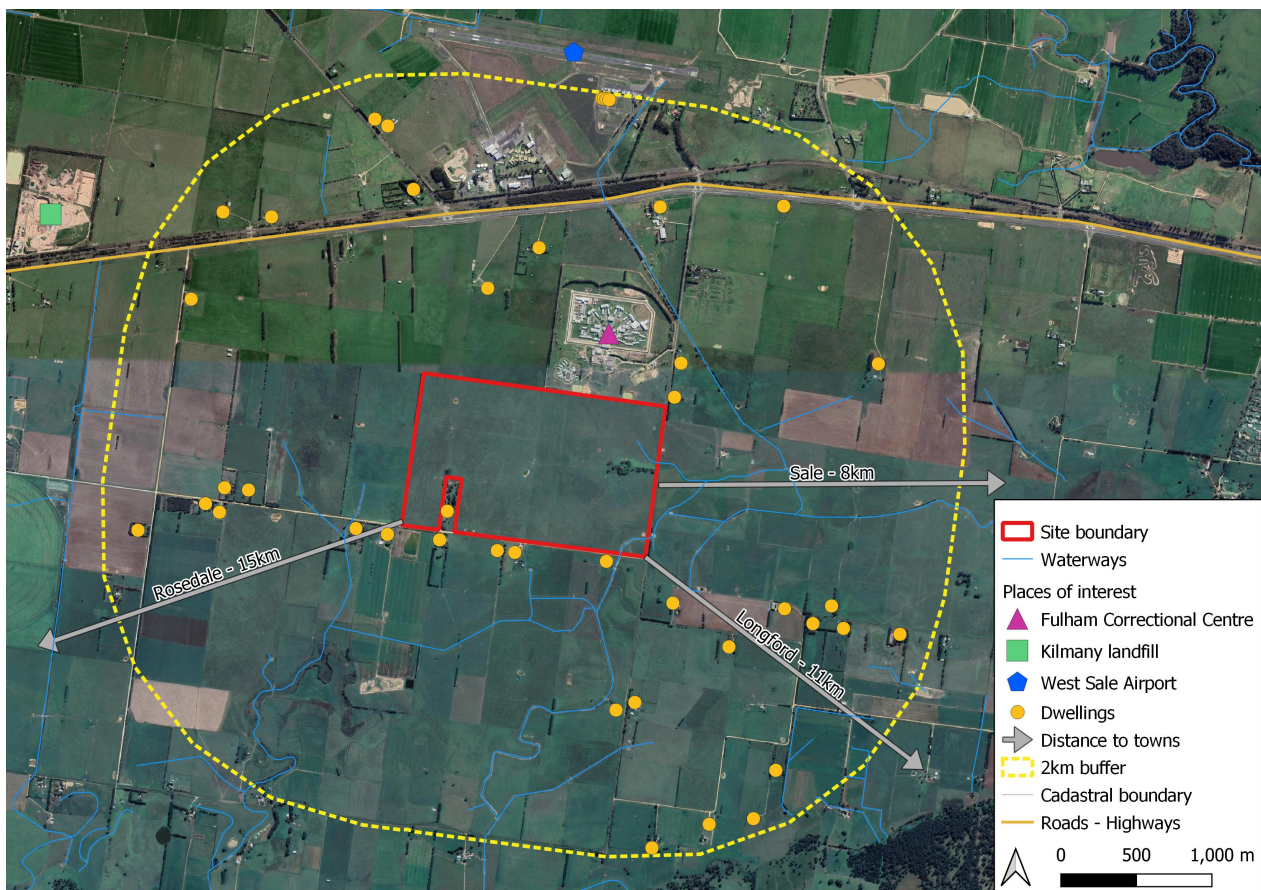 Sale - 8km
Rosedale - 15km
Longford - 11km
Site boundary
Waterways
Places of interest
Fulham Correctional Centre
Kilmany landfill
West Sale Airport
Dwellings
Distance to towns
2km buffer
Cadastral boundary
Roads - Highways
0 500 1,000 m